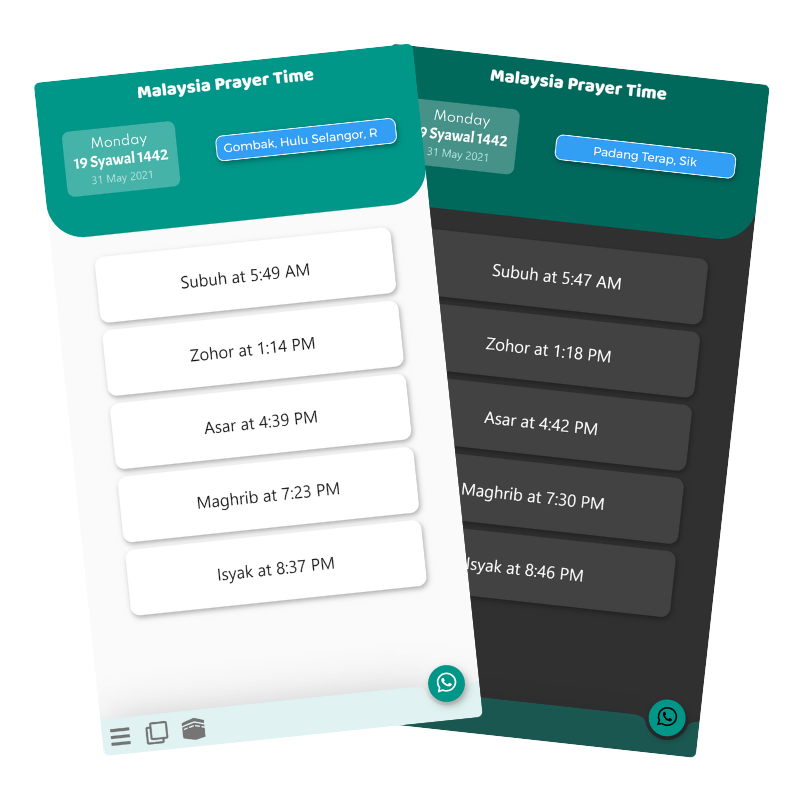 Malaysia Prayer Time
Monday
19 Syawal 1442
31 May 2021
Gombak, Hulu Selangor, R
Subuh at 5:49 AM
Zohor at 1:14 PM
Asar at 4:39 PM
Maghrib at 7:23 PM
Isyak at 8:37 PM
Malaysia Prayer Time
Monday
9 Syawal 1442
31 May 2021
Padang Terap, Sik
Subuh at 5:47 AM
Zohor at 1:18 PM
Asar at 4:42 PM
Maghrib at 7:30 PM
Isyak at 8:46 PM